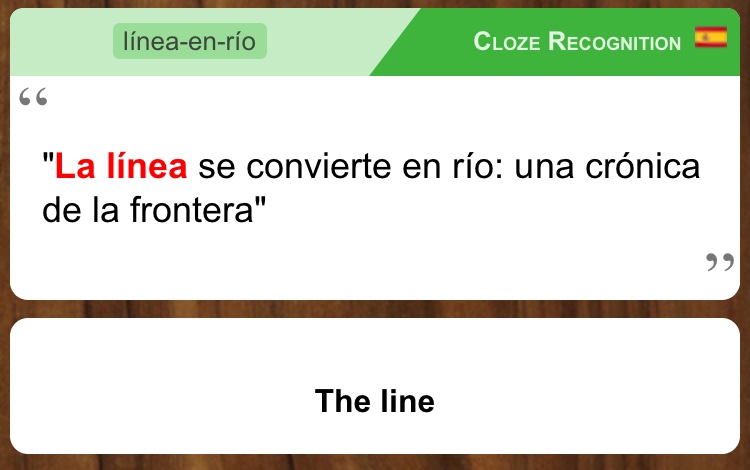 línea-en-río
Cloze Recognition
“
"La línea se convierte en río: una crónica
de la frontera"
”
The line